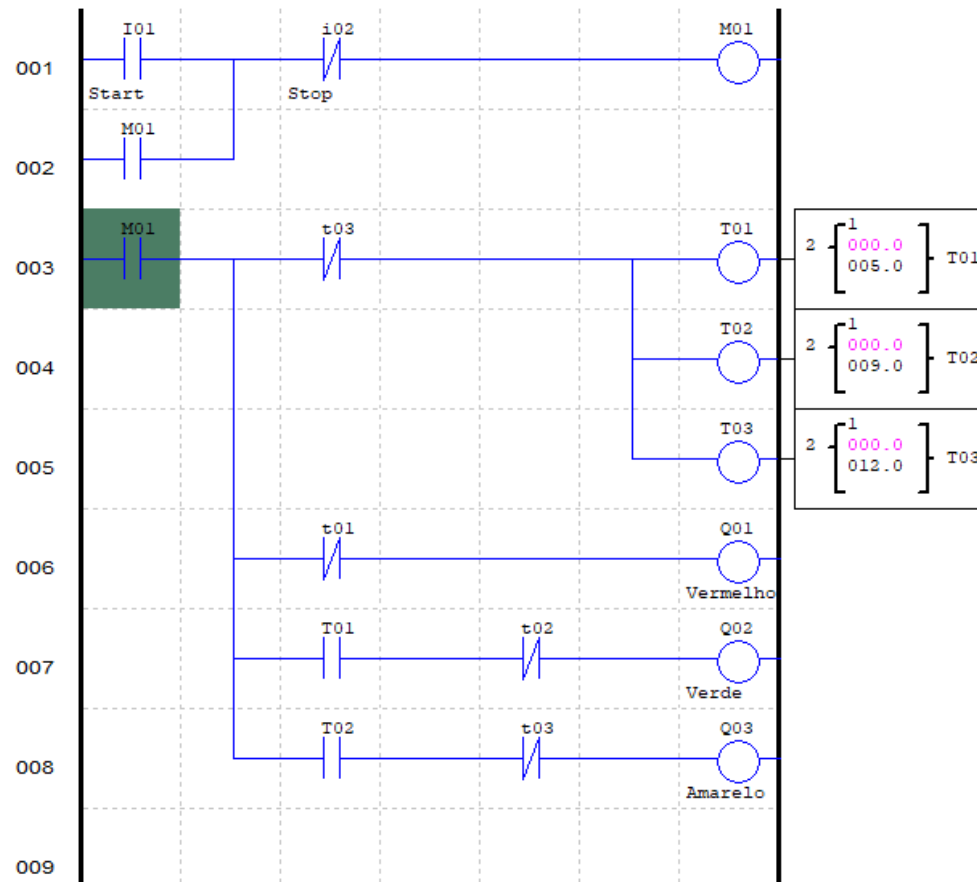 I01 i02 M01
001
Start Stop
M01
002
M01 t03 T01
003
1
2 000.0 T01
005.0
T02
004
1
2 000.0 T02
009.0
T03
005
1
2 000.0 T03
012.0
t01 Q01
006
Vermelho
T01 t02 Q02
007
Verde
T02 t03 Q03
008
Amarelo
009